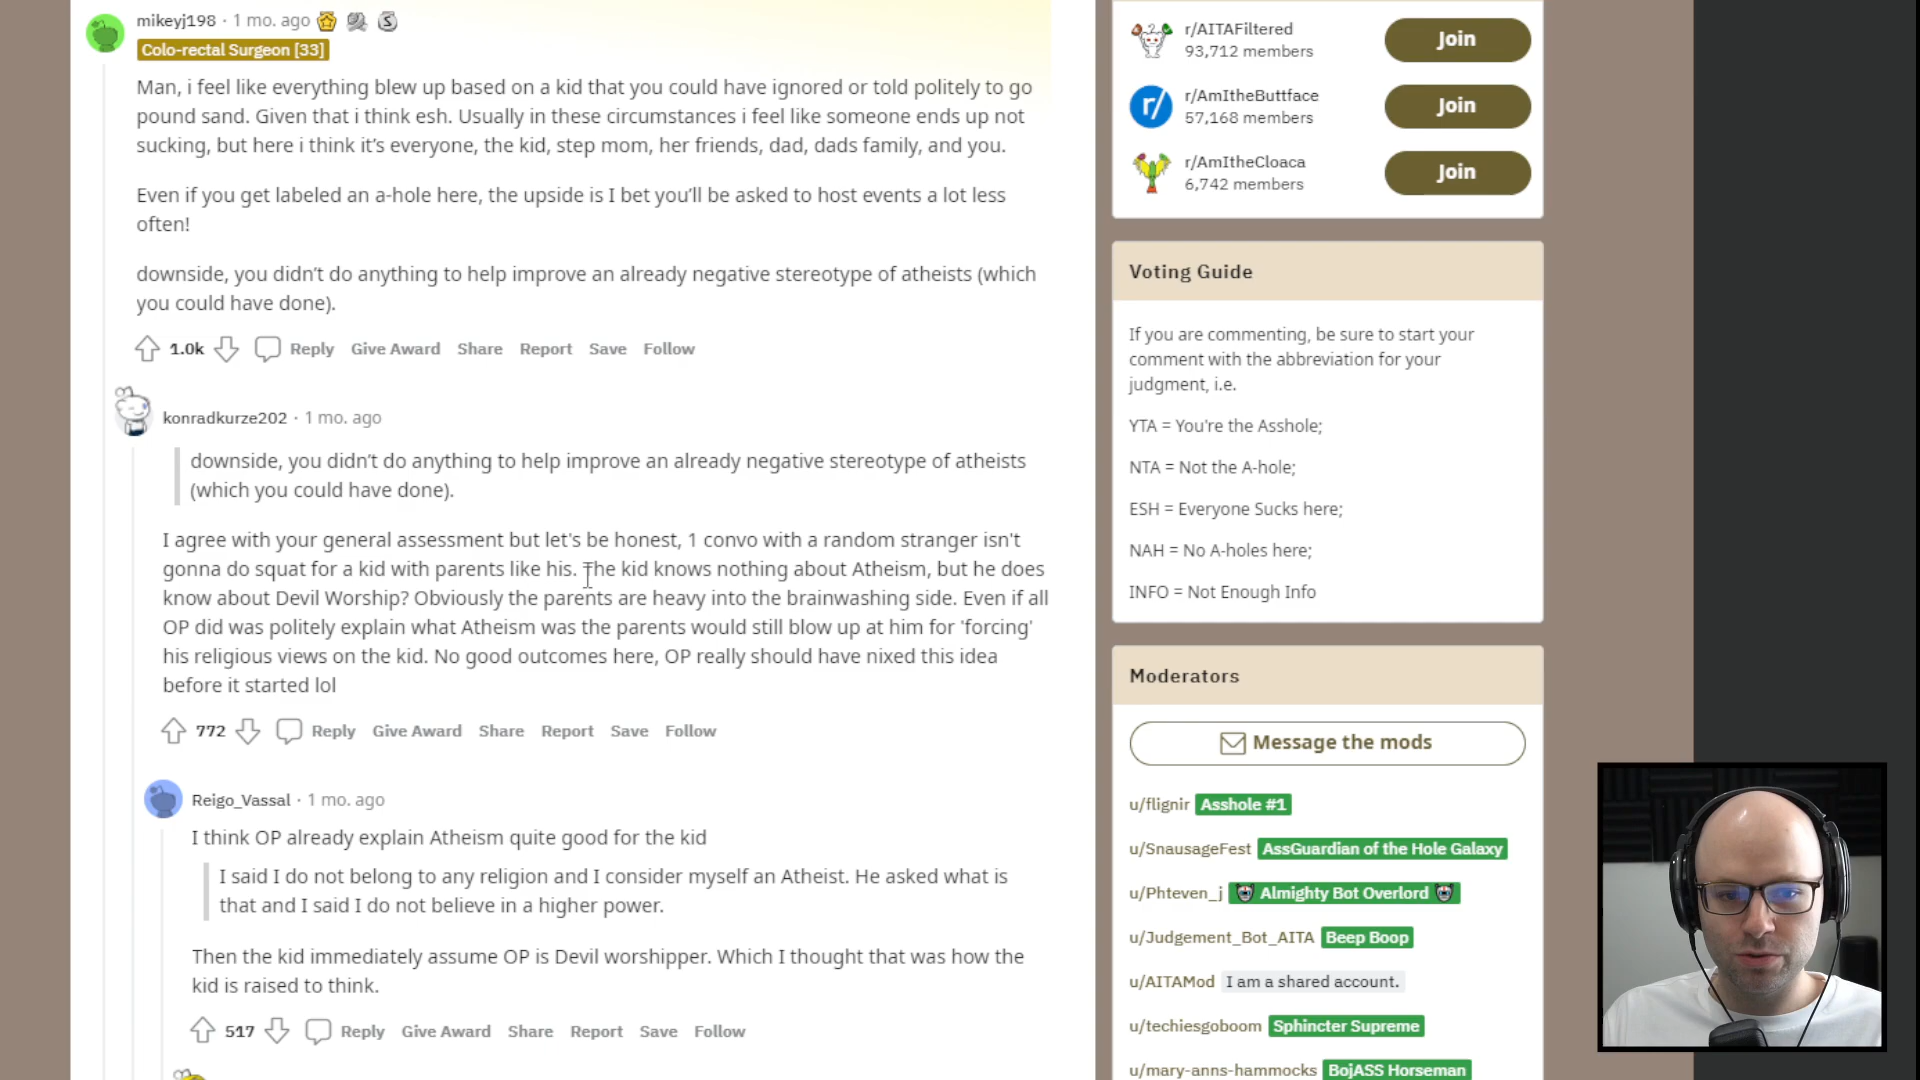 mikeyj198 · 1 mo. ago
Colo-rectal Surgeon [33]
Man, i feel like everything blew up based on a kid that you could have ignored or told politely to go
pound sand. Given that i think esh. Usually in these circumstances i feel like someone ends up not
sucking, but here i think it's everyone, the kid, step mom, her friends, dad, dads family, and you.
Even if you get labeled an a-hole here, the upside is I bet you'll be asked to host events a lot less
often!
downside, you didn't do anything to help improve an already negative stereotype of atheists (which
you could have done).
1.0k Reply Give Award Share Report Save Follow
konradkurze202 · 1 mo. ago
downside, you didn't do anything to help improve an already negative stereotype of atheists
(which you could have done).
I agree with your general assessment but let's be honest, 1 convo with a random stranger isn't
gonna do squat for a kid with parents like his. The kid knows nothing about Atheism, but he does
know about Devil Worship? Obviously the parents are heavy into the brainwashing side. Even if all
OP did was politely explain what Atheism was the parents would still blow up at him for 'forcing'
his religious views on the kid. No good outcomes here, OP really should have nixed this idea
before it started lol
772 Reply Give Award Share Report Save Follow
Reigo_Vassal · 1 mo. ago
I think OP already explain Atheism quite good for the kid
I said I do not belong to any religion and I consider myself an Atheist. He asked what is
that and I said I do not believe in a higher power.
Then the kid immediately assume OP is Devil worshipper. Which I thought that was how the
kid is raised to think.
517 Reply Give Award Share Report Save Follow
r/AITAFiltered
93,712 members
Join
r/AmItheButtface
57,168 members
Join
r/AmItheCloaca
6,742 members
Join
Voting Guide
If you are commenting, be sure to start your
comment with the abbreviation for your
judgment, i.e.
YTA = You're the Asshole;
NTA = Not the A-hole;
ESH = Everyone Sucks here;
NAH = No A-holes here;
INFO = Not Enough Info
Moderators
Message the mods
u/flignir Asshole #1
u/SnausageFest AssGuardian of the Hole Galaxy
u/Phteven_j Almighty Bot Overlord
u/Judgement_Bot_AITA Beep Boop
u/AITAMod I am a shared account.
u/techiesgoboom Sphincter Supreme
u/mary-anns-hammocks BojASS Horseman